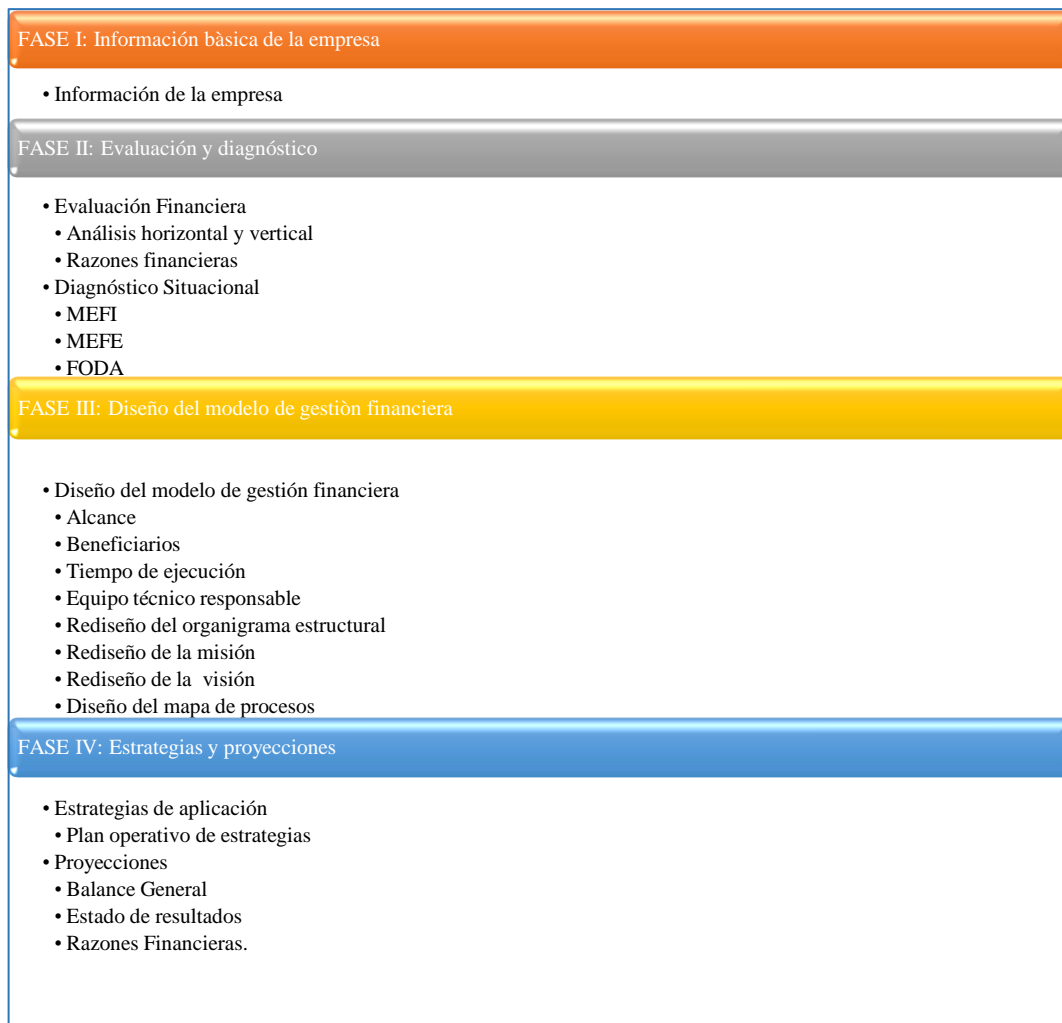 FASE I: Información bàsica de la empresa
• Información de la empresa
FASE II: Evaluación y diagnóstico
• Evaluación Financiera
• Análisis horizontal y vertical
• Razones financieras
• Diagnóstico Situacional
• MEFI
• MEFE
• FODA
FASE III: Diseño del modelo de gestiòn financiera
• Diseño del modelo de gestión financiera
• Alcance
• Beneficiarios
• Tiempo de ejecución
• Equipo técnico responsable
• Rediseño del organigrama estructural
• Rediseño de la misión
• Rediseño de la  visión
• Diseño del mapa de procesos
FASE IV: Estrategias y proyecciones
• Estrategias de aplicación
• Plan operativo de estrategias
• Proyecciones
• Balance General
• Estado de resultados
• Razones Financieras.